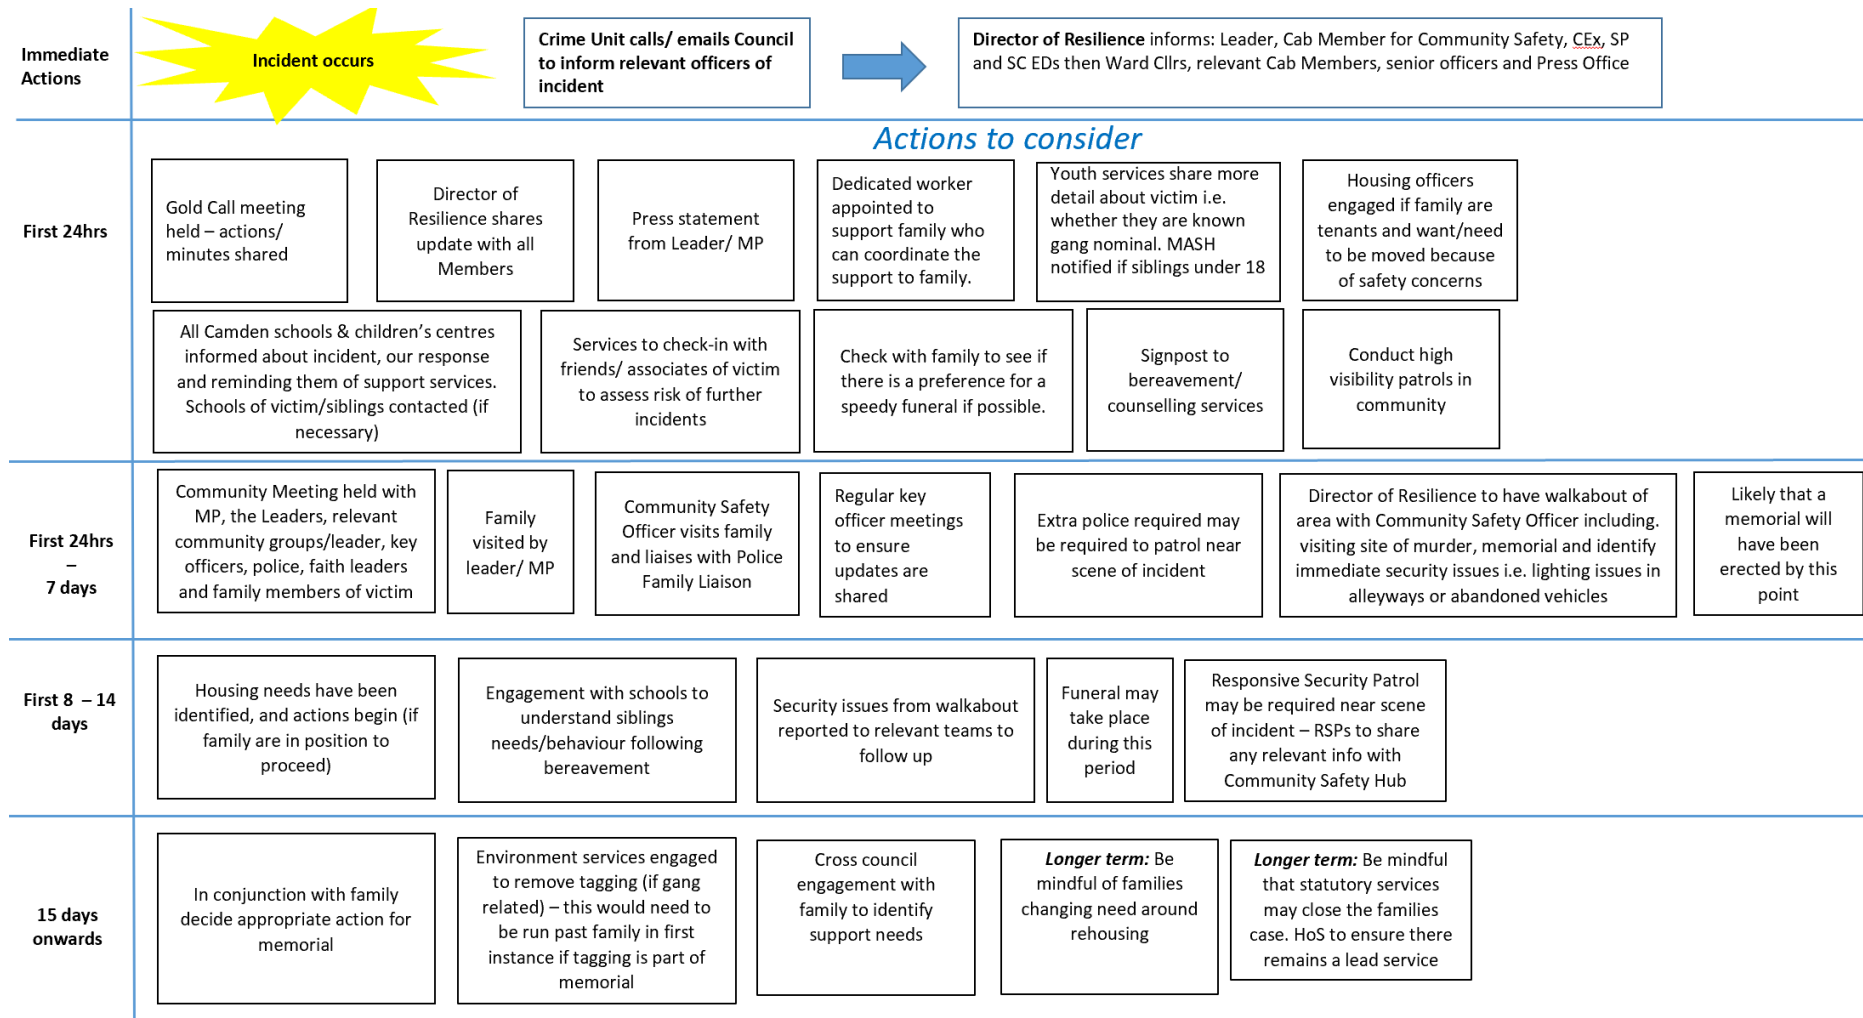 Immediate
Actions
Incident occurs
Crime Unit calls/ emails Council
to inform relevant officers of
incident
Director of Resilience informs: Leader, Cab Member for Community Safety, CEx, SP
and SC EDs then Ward Cllrs, relevant Cab Members, senior officers and Press Office
Actions to consider
First 24hrs
Gold Call meeting
held – actions/
minutes shared
Director of
Resilience shares
update with all
Members
Press statement
from Leader/ MP
Dedicated worker
appointed to
support family who
can coordinate the
support to family.
Youth services share more
detail about victim i.e.
whether they are known
gang nominal. MASH
notified if siblings under 18
Housing officers
engaged if family are
tenants and want/need
to be moved because
of safety concerns
All Camden schools & children’s centres
informed about incident, our response
and reminding them of support services.
Schools of victim/siblings contacted (if
necessary)
Services to check-in with
friends/ associates of victim
to assess risk of further
incidents
Check with family to see if
there is a preference for a
speedy funeral if possible.
Signpost to
bereavement/
counselling services
Conduct high
visibility patrols in
community
First 24hrs
–
7 days
Community Meeting held with
MP, the Leaders, relevant
community groups/leader, key
officers, police, faith leaders
and family members of victim
Family
visited by
leader/ MP
Community Safety
Officer visits family
and liaises with Police
Family Liaison
Regular key
officer meetings
to ensure
updates are
shared
Extra police required may
be required to patrol near
scene of incident
Director of Resilience to have walkabout of
area with Community Safety Officer including.
visiting site of murder, memorial and identify
immediate security issues i.e. lighting issues in
alleyways or abandoned vehicles
Likely that a
memorial will
have been
erected by this
point
First 8 – 14
days
Housing needs have been
identified, and actions begin (if
family are in position to
proceed)
Engagement with schools to
understand siblings
needs/behaviour following
bereavement
Security issues from walkabout
reported to relevant teams to
follow up
Funeral may
take place
during this
period
Responsive Security Patrol
may be required near scene
of incident – RSPs to share
any relevant info with
Community Safety Hub
15 days
onwards
In conjunction with family
decide appropriate action for
memorial
Environment services engaged
to remove tagging (if gang
related) – this would need to
be run past family in first
instance if tagging is part of
memorial
Cross council
engagement with
family to identify
support needs
Longer term: Be
mindful of families
changing need around
rehousing
Longer term: Be mindful
that statutory services
may close the families
case. HoS to ensure there
remains a lead service